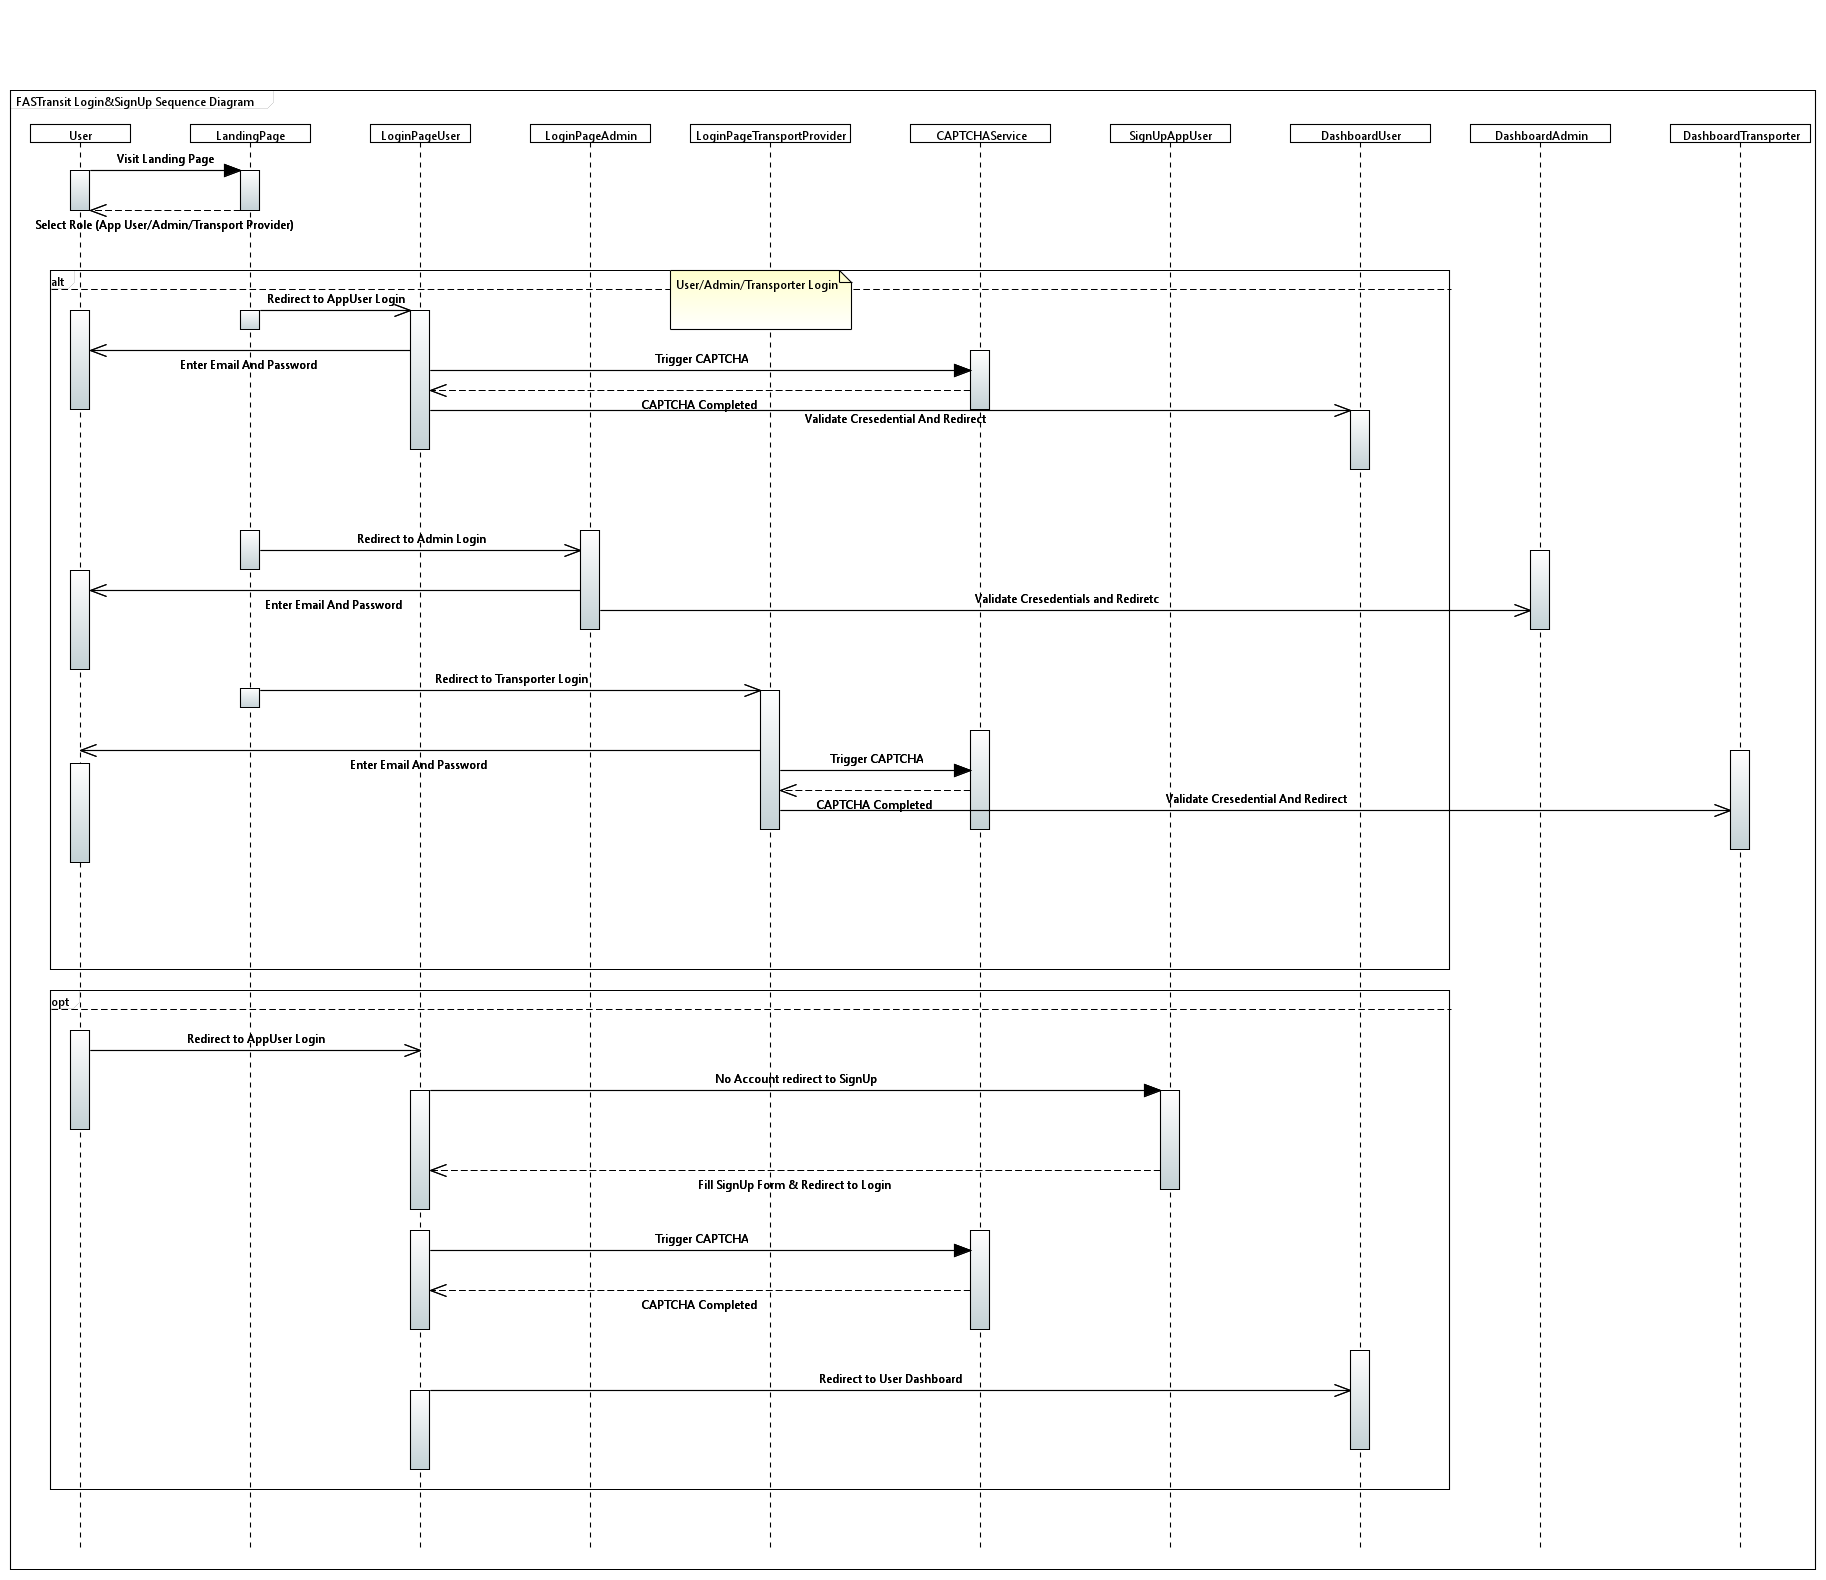 FASTransit Login&SignUp Sequence Diagram
User
LandingPage
LoginPageUser
LoginPageAdmin
LoginPageTransportProvider
CAPTCHAService
SignUpAppUser
DashboardUser
DashboardAdmin
DashboardTransporter
Visit Landing Page
Select Role (App User/Admin/Transport Provider)
alt
User/Admin/Transporter Login
Redirect to AppUser Login
Enter Email And Password
Trigger CAPTCHA
CAPTCHA Completed
Validate Cresedential And Redirect
Redirect to Admin Login
Enter Email And Password
Validate Cresedentials and Rediretc
Redirect to Transporter Login
Enter Email And Password
Trigger CAPTCHA
CAPTCHA Completed
Validate Cresedential And Redirect
opt
Redirect to AppUser Login
No Account redirect to SignUp
Fill SignUp Form & Redirect to Login
Trigger CAPTCHA
CAPTCHA Completed
Redirect to User Dashboard